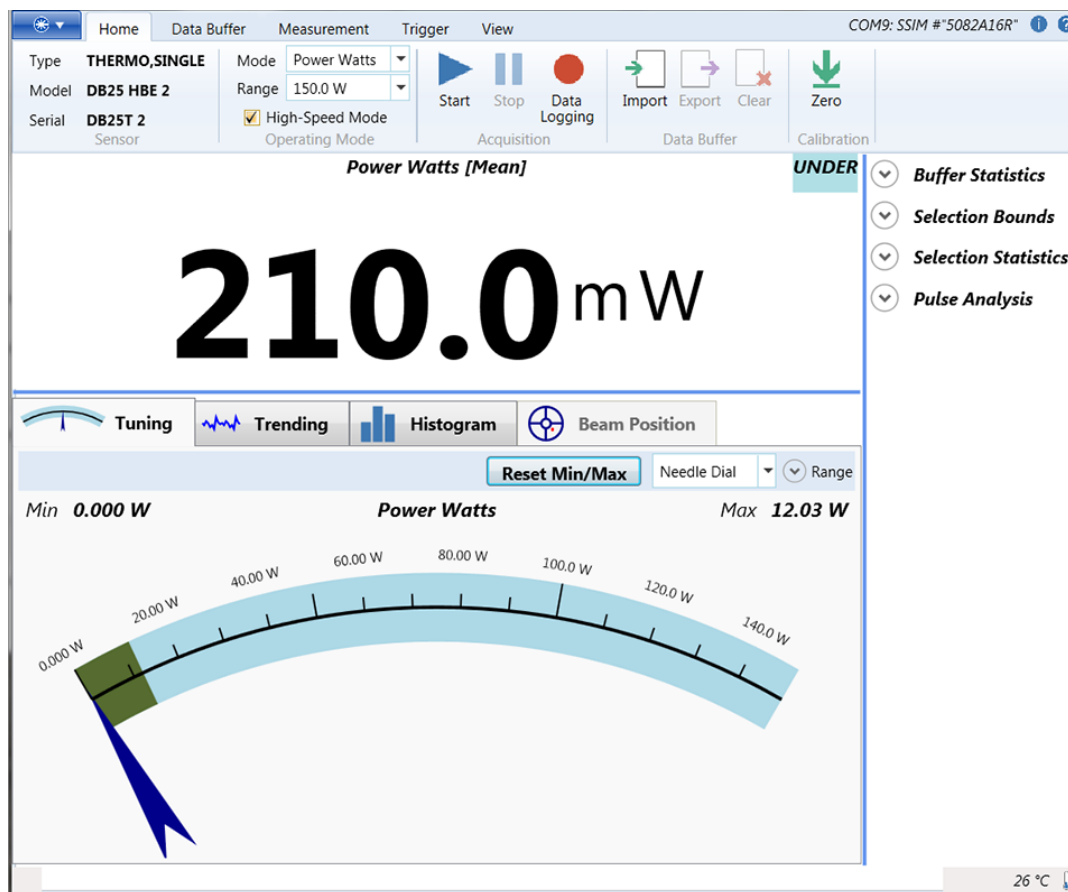 Home Data Buffer Measurement Trigger View COM9: SSIM #"5082A16R"
Type THERMO,SINGLE
Model DB25 HBE 2
Serial DB25T 2
Sensor
Mode Power Watts
Range 150.0 W
High-Speed Mode
Operating Mode
Start Stop Data Logging
Acquisition
Import Export Clear
Data Buffer
Zero
Calibration
Power Watts [Mean] UNDER
210.0 mW
Buffer Statistics
Selection Bounds
Selection Statistics
Pulse Analysis
Tuning Trending Histogram Beam Position
Reset Min/Max Needle Dial Range
Min 0.000 W Power Watts Max 12.03 W
0.000 W 20.00 W 40.00 W 60.00 W 80.00 W 100.0 W 120.0 W 140.0 W
26 °C